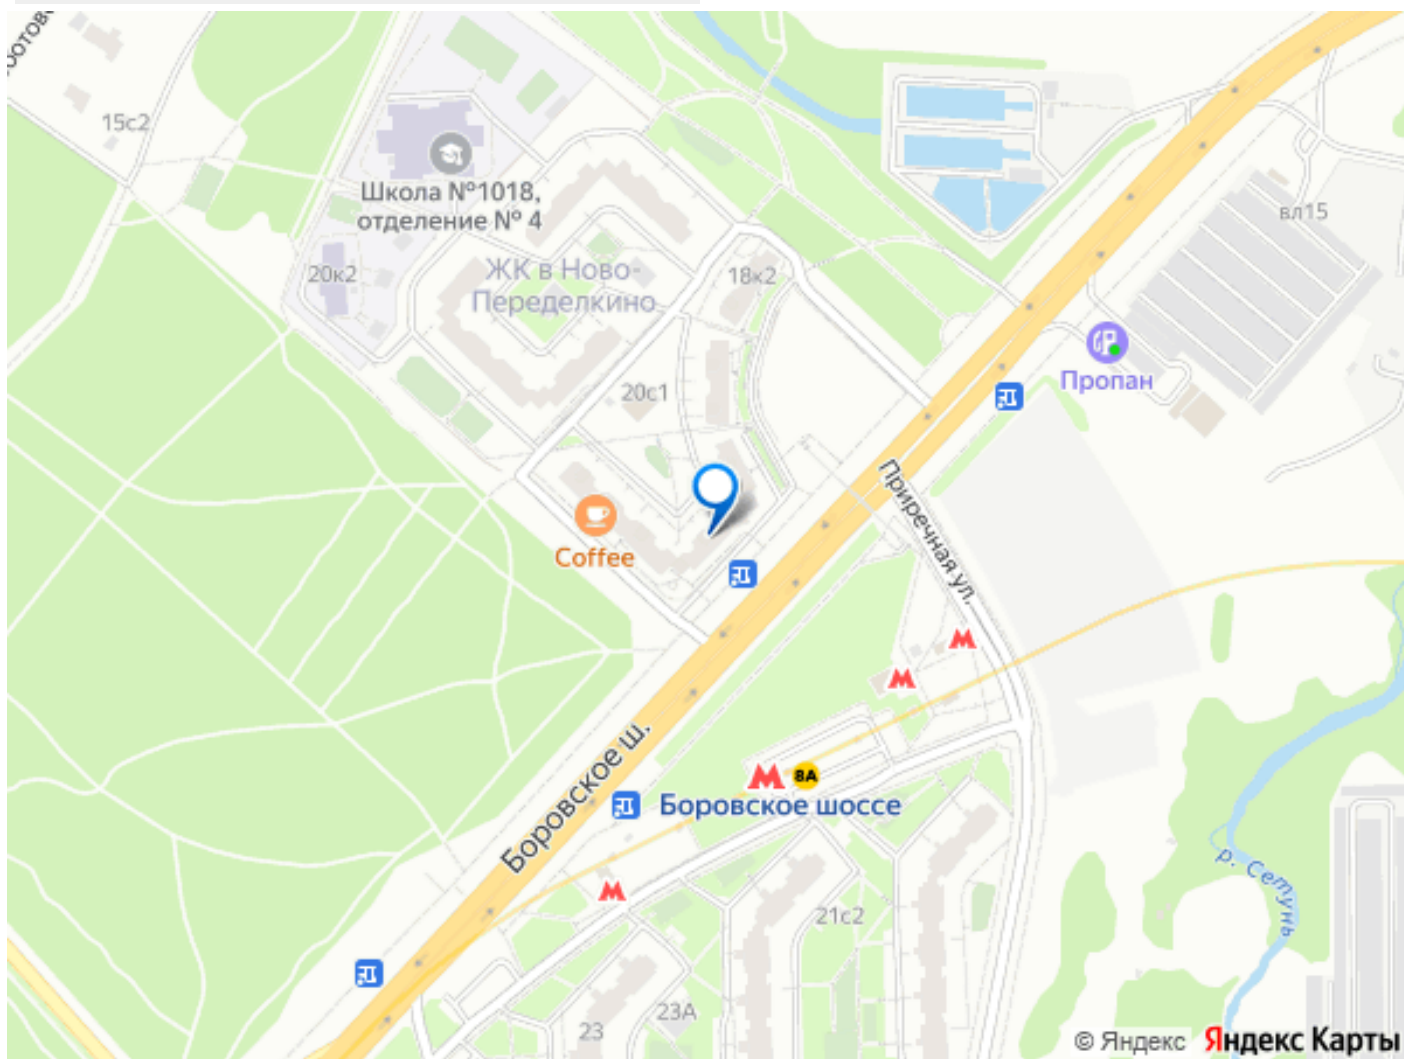 15с2
Школа №1018,
отделение № 4
20к2
ЖК в Ново-
Переделкино
18к2
вл15
Пропан
20с1
Coffee
Приречная ул.
Боровское ш.
8А
Боровское шоссе
р. Сетунь
21с2
23А
23
© Яндекс Яндекс Карты